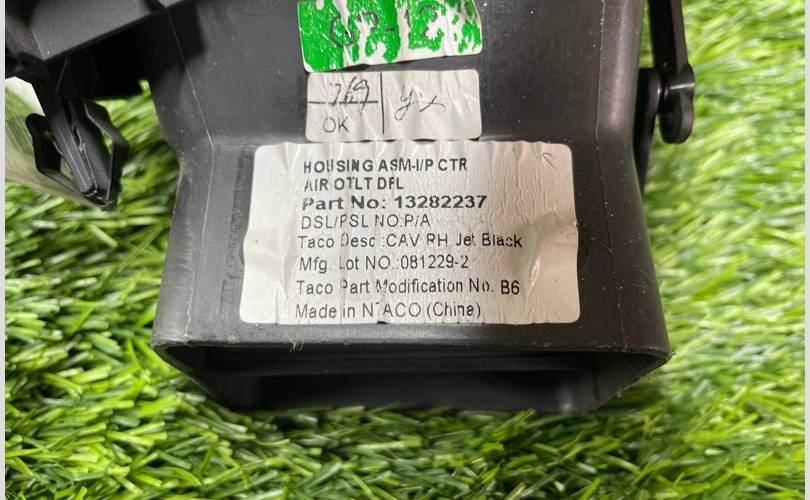 OK
HOUSING ASM-I/P CTR
AIR OTLT DFL
Part No: 13282237
DSL/PSL NO:P/A
Taco Desc :CAV RH Jet Black
Mfg. Lot NO.:081229-2
Taco Part Modification No. B6
Made in NTACO (China)